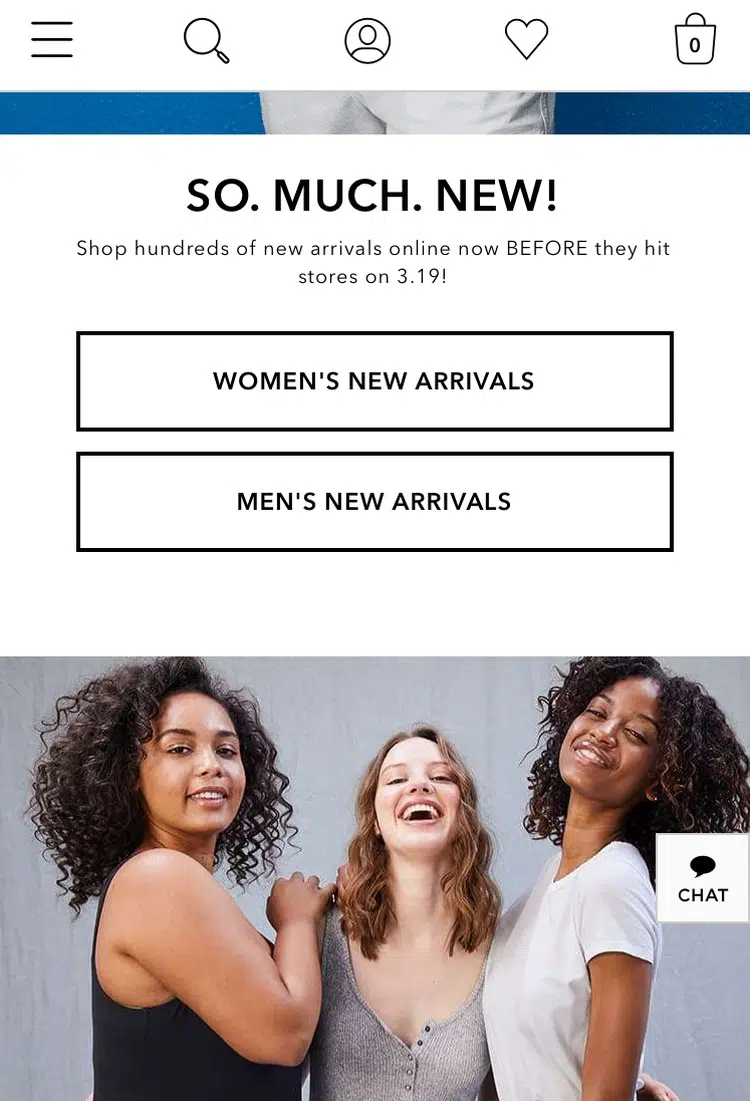 0
SO. MUCH. NEW!
Shop hundreds of new arrivals online now BEFORE they hit
stores on 3.19!
WOMEN'S NEW ARRIVALS
MEN'S NEW ARRIVALS
CHAT